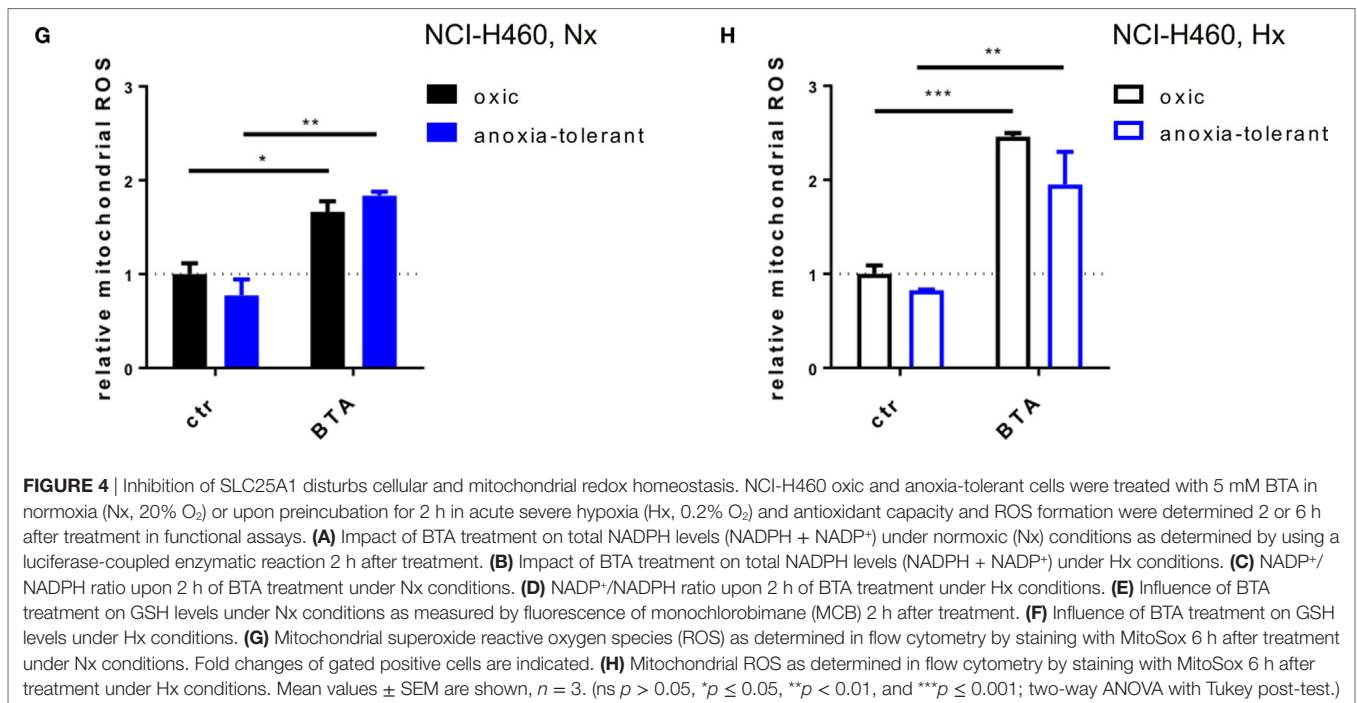 G
NCI-H460, Nx
relative mitochondrial ROS
3
2
1
0
oxic
anoxia-tolerant
*
**
ctr
BTA
H
NCI-H460, Hx
relative mitochondrial ROS
3
2
1
0
oxic
anoxia-tolerant
***
**
ctr
BTA
FIGURE 4 | Inhibition of SLC25A1 disturbs cellular and mitochondrial redox homeostasis. NCI-H460 oxic and anoxia-tolerant cells were treated with 5 mM BTA in
normoxia (Nx, 20% O₂) or upon preincubation for 2 h in acute severe hypoxia (Hx, 0.2% O₂) and antioxidant capacity and ROS formation were determined 2 or 6 h
after treatment in functional assays. (A) Impact of BTA treatment on total NADPH levels (NADPH + NADP⁺) under normoxic (Nx) conditions as determined by using a
luciferase-coupled enzymatic reaction 2 h after treatment. (B) Impact of BTA treatment on total NADPH levels (NADPH + NADP⁺) under Hx conditions. (C) NADP⁺/
NADPH ratio upon 2 h of BTA treatment under Nx conditions. (D) NADP⁺/NADPH ratio upon 2 h of BTA treatment under Hx conditions. (E) Influence of BTA
treatment on GSH levels under Nx conditions as measured by fluorescence of monochlorobimane (MCB) 2 h after treatment. (F) Influence of BTA treatment on GSH
levels under Hx conditions. (G) Mitochondrial superoxide reactive oxygen species (ROS) as determined in flow cytometry by staining with MitoSox 6 h after treatment
under Nx conditions. Fold changes of gated positive cells are indicated. (H) Mitochondrial ROS as determined in flow cytometry by staining with MitoSox 6 h after
treatment under Hx conditions. Mean values ± SEM are shown, n = 3. (ns p > 0.05, *p ≤ 0.05, **p < 0.01, and ***p ≤ 0.001; two-way ANOVA with Tukey post-test.)